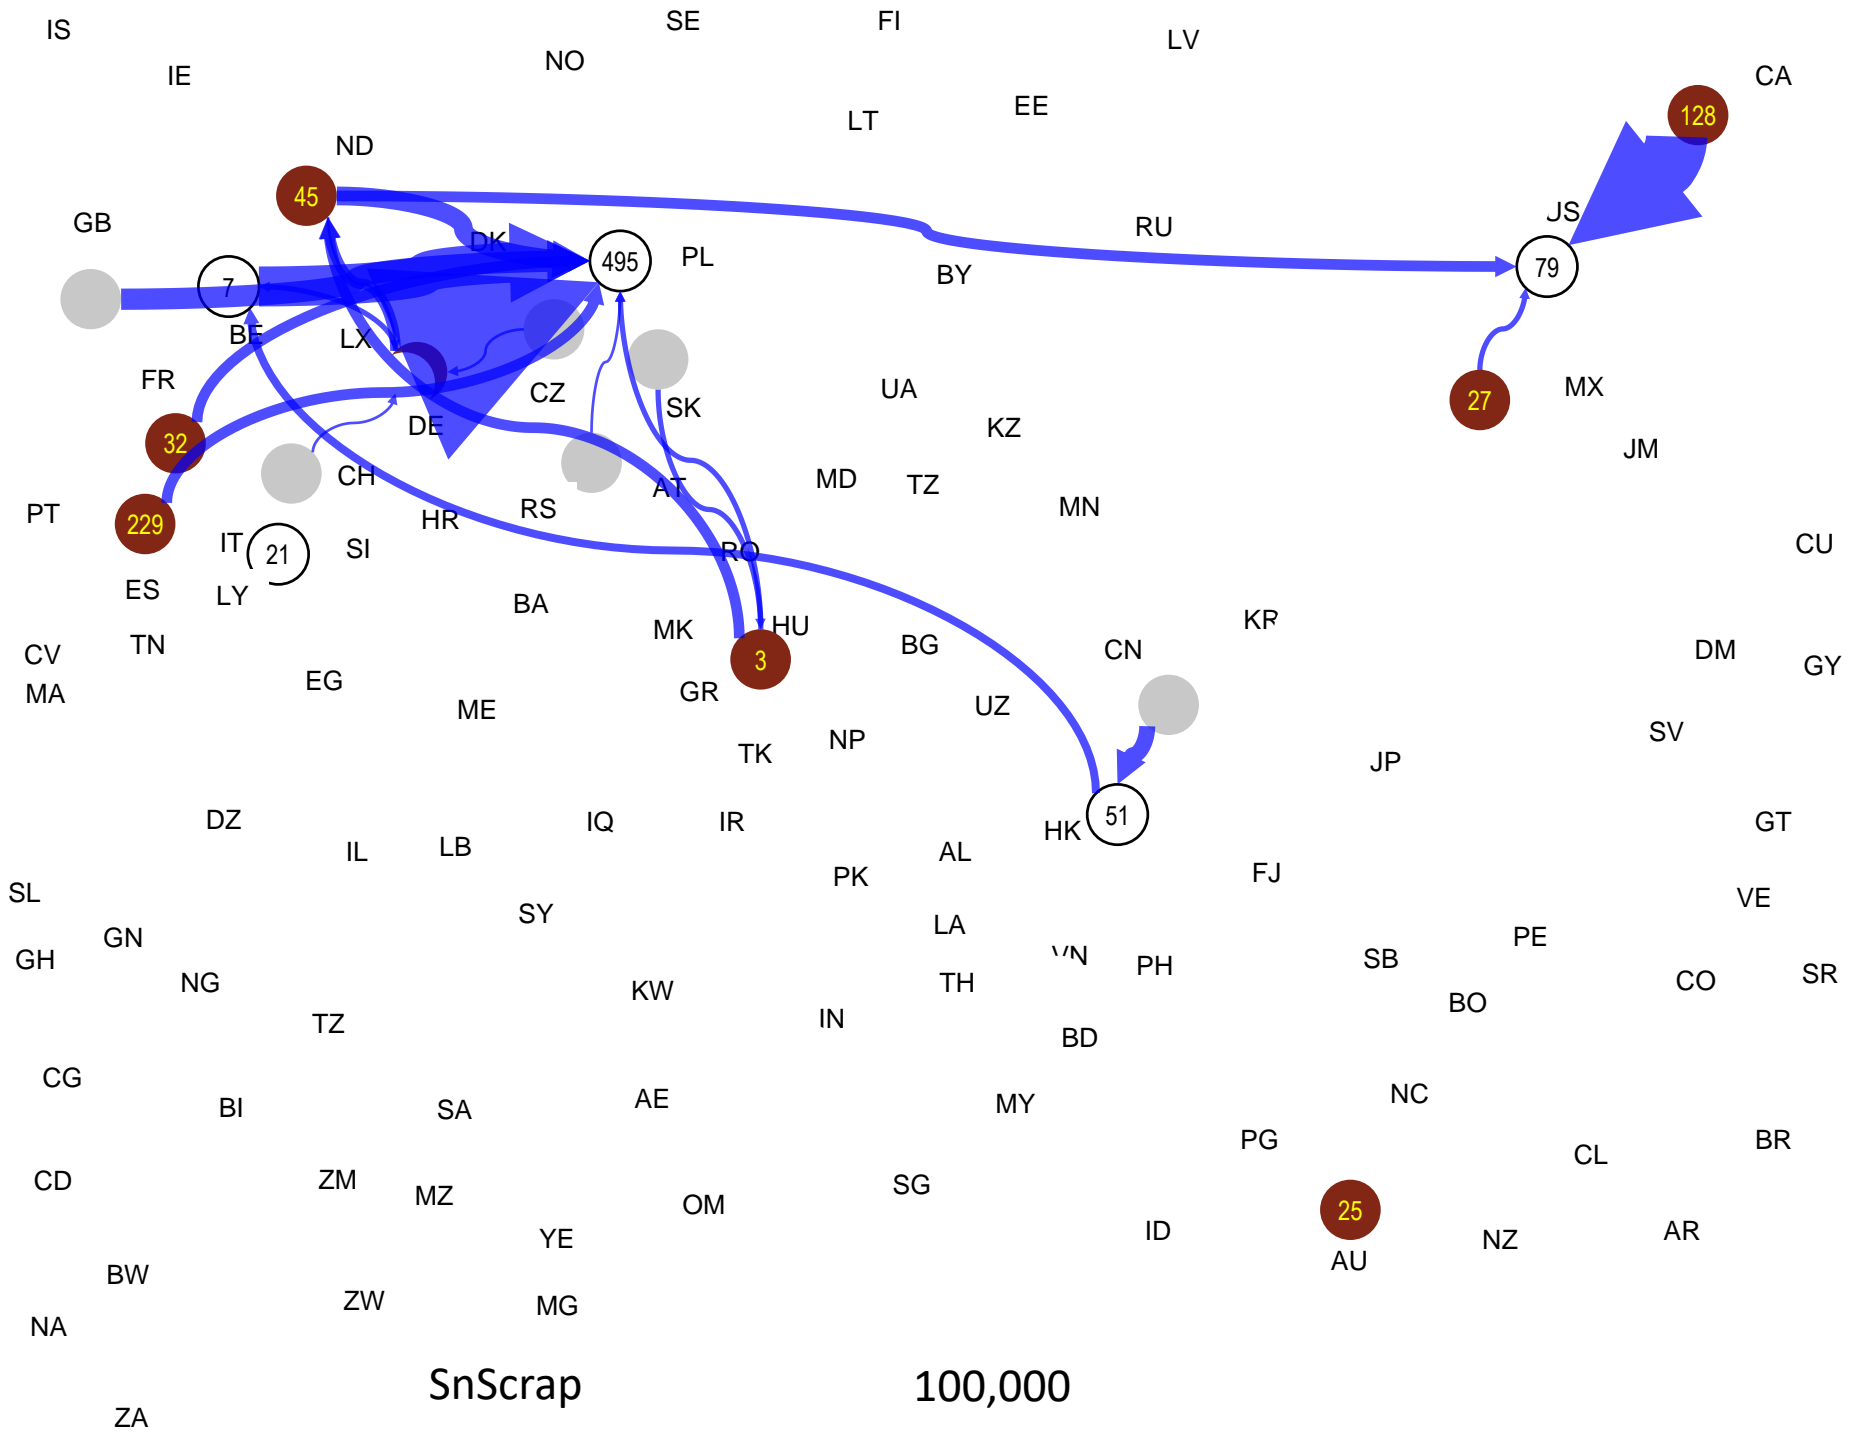 IS
SE
FI
LV
NO
IE
CA
EE
LT
128
ND
45
GB
JS
RU
DK
PL
495
79
BY
7
BE
LX
FR
CZ
UA
MX
27
SK
DE
KZ
32
JM
CH
AT
MD
TZ
RS
MN
PT
229
HR
IT
21
SI
RO
CU
ES
LY
BA
KR
TN
MK
HU
BG
CN
DM
CV
3
GY
MA
EG
GR
ME
UZ
SV
TK
NP
JP
DZ
IQ
IR
51
HK
GT
IL
LB
AL
PK
FJ
SL
VE
SY
LA
GN
PE
GH
VN
PH
SB
NG
TH
CO
SR
KW
BO
TZ
IN
BD
CG
NC
BI
SA
AE
MY
PG
BR
CL
CD
ZM
MZ
SG
OM
25
YE
ID
NZ
AR
AU
BW
ZW
MG
NA
SnScrap 100,000
ZA